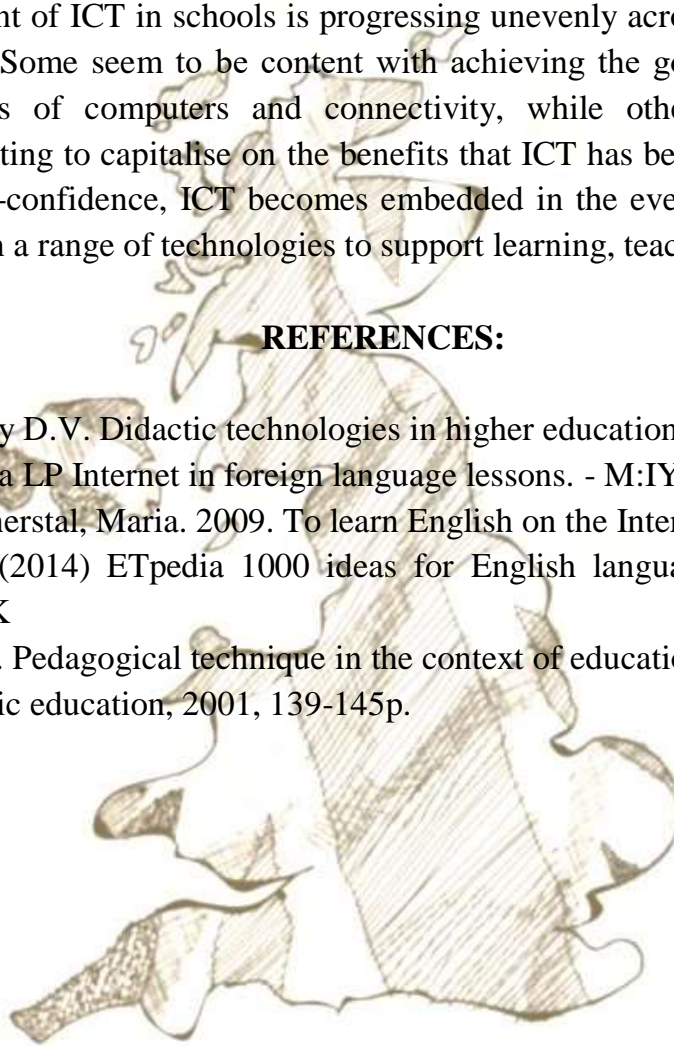 nt of ICT in schools is progressing unevenly acr
Some seem to be content with achieving the g
s of computers and connectivity, while oth
ting to capitalise on the benefits that ICT has be
-confidence, ICT becomes embedded in the eve
n a range of technologies to support learning, teac
REFERENCES:
y D.V. Didactic technologies in higher education
a LP Internet in foreign language lessons. - M:IY
nerstal, Maria. 2009. To learn English on the Inter
(2014) ETpedia 1000 ideas for English langua
K
. Pedagogical technique in the context of educatio
ic education, 2001, 139-145p.